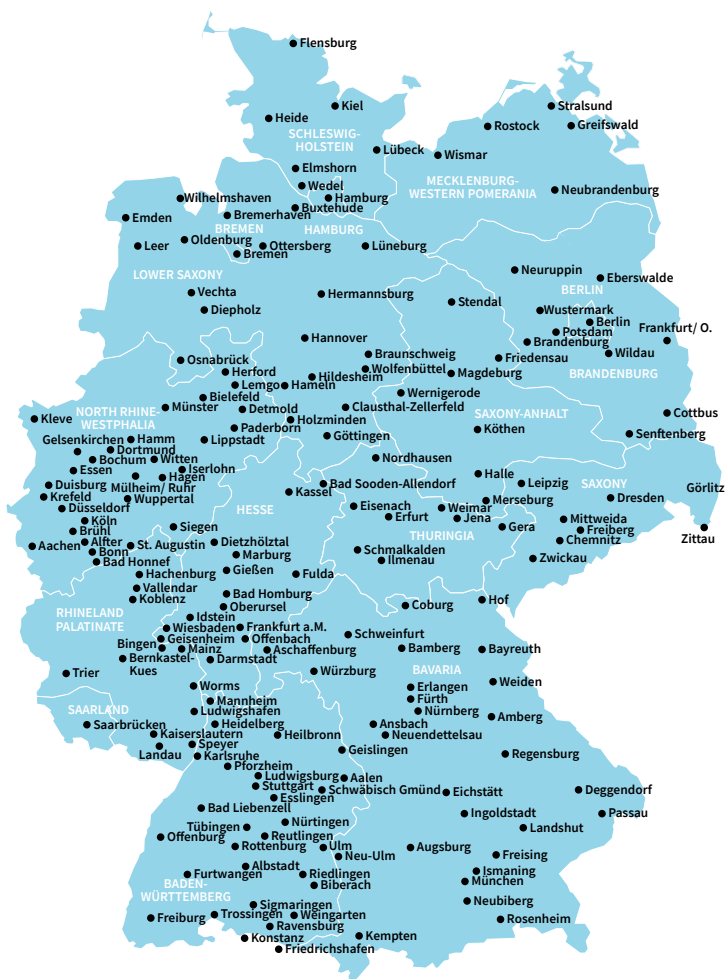 Flensburg
Kiel
Stralsund
Heide
Rostock
Greifswald
SCHLESWIG-
HOLSTEIN
Lübeck
Wismar
Elmshorn
MECKLENBURG-
WESTERN POMERANIA
Wedel
Neubrandenburg
Wilhelmshaven
Hamburg
Buxtehude
Bremerhaven
Emden
BREMEN
HAMBURG
Oldenburg
Leer
Ottersberg
Lüneburg
Bremen
LOWER SAXONY
Neuruppin
Eberswalde
BERLIN
Vechta
Hermannsburg
Stendal
Diepholz
Wustermark
Berlin
Frankfurt/ O.
Potsdam
Hannover
Brandenburg
Braunschweig
Friedensau
Wildau
Osnabrück
Wolfenbüttel
Herford
Hildesheim
Magdeburg
BRANDENBURG
Lemgo
Hameln
Wernigerode
Bielefeld
Münster
Detmold
Clausthal-Zellerfeld
NORTH RHINE-
WESTPHALIA
SAXONY-ANHALT
Cottbus
Kleve
Holzminden
Paderborn
Köthen
Senftenberg
Göttingen
Gelsenkirchen
Hamm
Lippstadt
Dortmund
Bochum
Witten
Nordhausen
Essen
Iserlohn
Halle
Hagen
Bad Sooden-Allendorf
Leipzig
SAXONY
Duisburg
Mülheim/ Ruhr
Kassel
Görlitz
Krefeld
Wuppertal
Merseburg
Dresden
Düsseldorf
HESSE
Eisenach
Weimar
Köln
Erfurt
Jena
Mittweida
Siegen
Gera
Brühl
Freiberg
THURINGIA
Zittau
Aachen
Alfter
St. Augustin
Dietzhölztal
Chemnitz
Bonn
Schmalkalden
Marburg
Bad Honnef
Ilmenau
Zwickau
Hachenburg
Gießen
Fulda
Vallendar
Bad Homburg
Koblenz
Hof
Coburg
Oberursel
RHINELAND
PALATINATE
Idstein
Wiesbaden
Frankfurt a.M.
Schweinfurt
Geisenheim
Offenbach
Bingen
Mainz
Aschaffenburg
Bamberg
Bayreuth
Bernkastel-
Kues
Darmstadt
Trier
Würzburg
BAVARIA
Weiden
Worms
Erlangen
Mannheim
Fürth
SAARLAND
Ludwigshafen
Nürnberg
Amberg
Saarbrücken
Heidelberg
Ansbach
Kaiserslautern
Heilbronn
Neuendettelsau
Speyer
Landau
Geislingen
Karlsruhe
Regensburg
Pforzheim
Ludwigsburg
Aalen
Stuttgart
Schwäbisch Gmünd
Eichstätt
Deggendorf
Esslingen
Bad Liebenzell
Ingolstadt
Passau
Nürtingen
Tübingen
Landshut
Offenburg
Reutlingen
Rottenburg
Ulm
Augsburg
Neu-Ulm
Freising
Albstadt
Furtwangen
Riedlingen
Ismaning
BADEN-
WÜRTTEMBERG
Biberach
München
Sigmaringen
Neubiberg
Freiburg
Trossingen
Weingarten
Rosenheim
Ravensburg
Konstanz
Kempten
Friedrichshafen